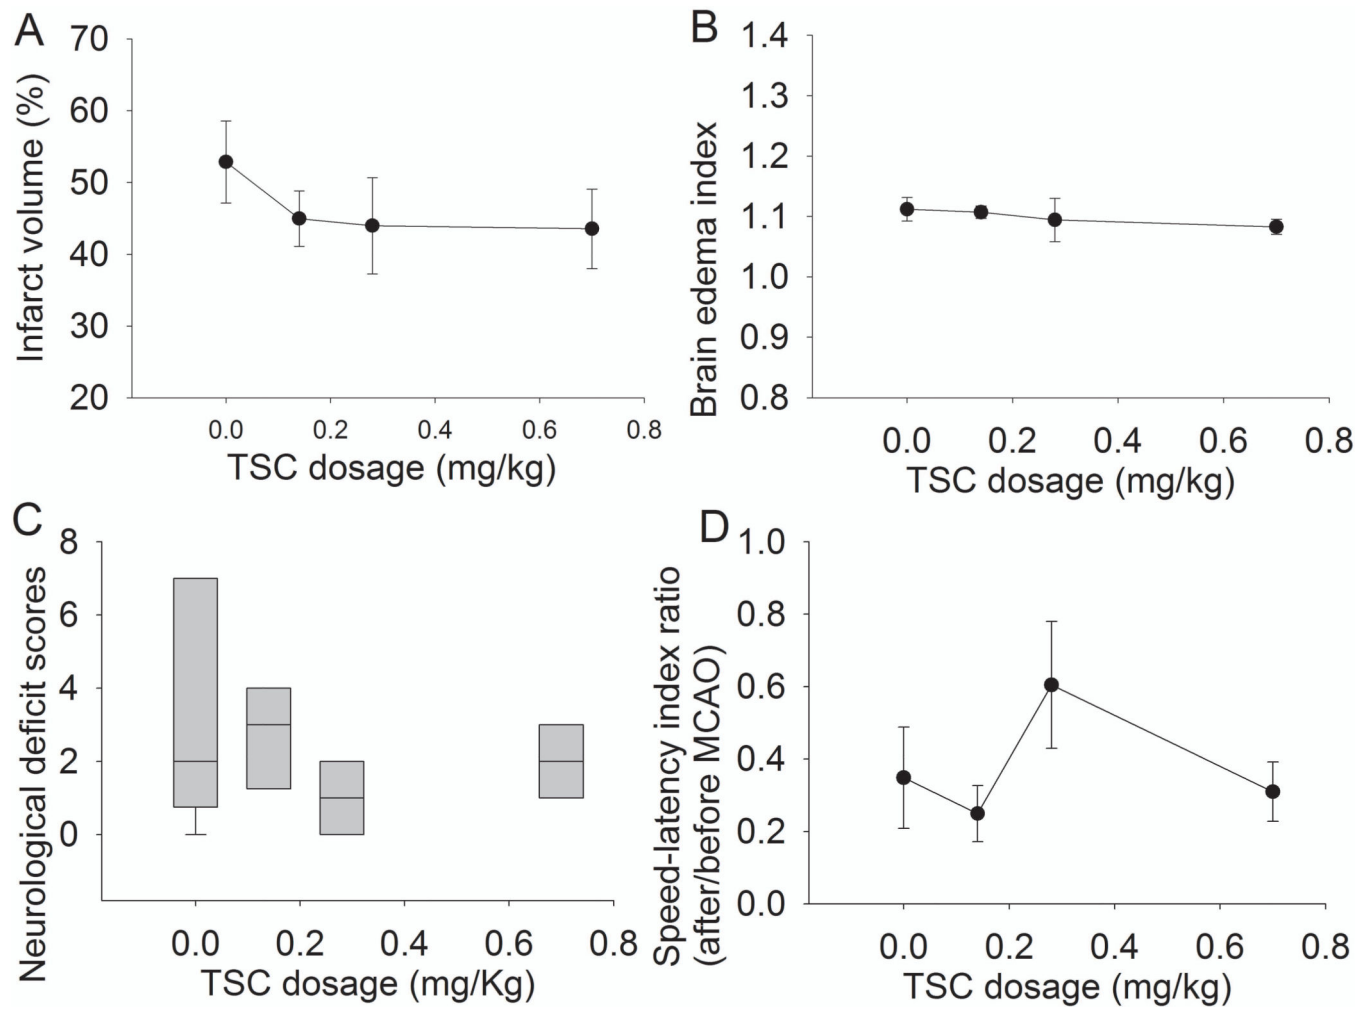 A
70
60
50
40
30
20
Infarct volume (%)
0.0 0.2 0.4 0.6 0.8
TSC dosage (mg/kg)
B
1.4
1.3
1.2
1.1
1.0
0.9
0.8
Brain edema index
0.0 0.2 0.4 0.6 0.8
TSC dosage (mg/kg)
C
8
6
4
2
0
Neurological deficit scores
0.0 0.2 0.4 0.6 0.8
TSC dosage (mg/Kg)
D
1.0
0.8
0.6
0.4
0.2
0.0
Speed-latency index ratio
(after/before MCAO)
0.0 0.2 0.4 0.6 0.8
TSC dosage (mg/kg)